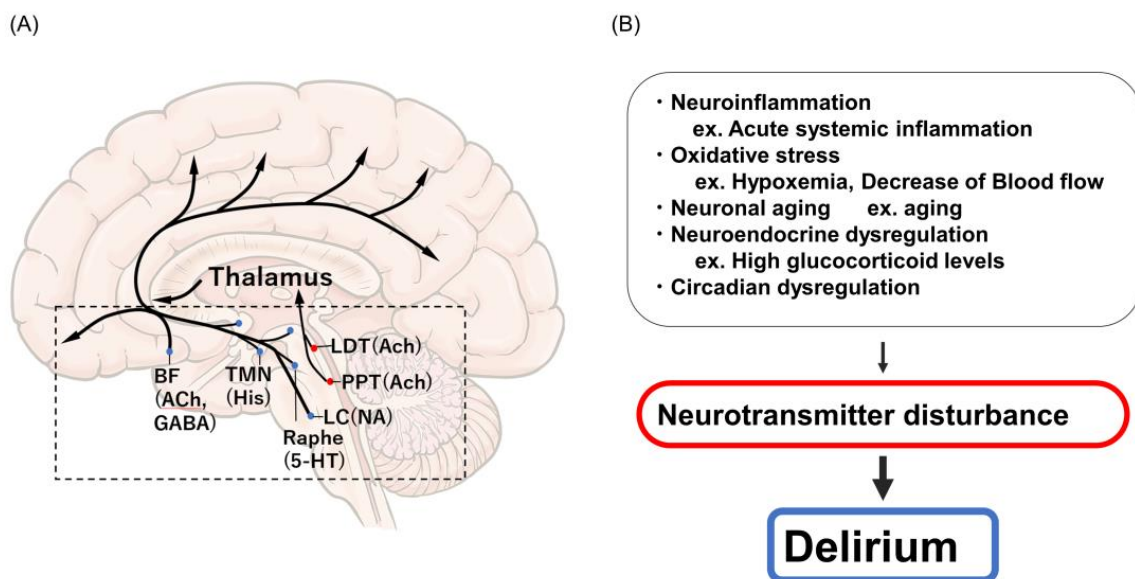 (A)
Thalamus
LDT(Ach)
PPT(Ach)
BF
(ACh,
GABA)
TMN
(His)
LC(NA)
Raphe
(5-HT)
(B)
・Neuroinflammation
ex. Acute systemic inflammation
・Oxidative stress
ex. Hypoxemia, Decrease of Blood flow
・Neuronal aging ex. aging
・Neuroendocrine dysregulation
ex. High glucocorticoid levels
・Circadian dysregulation
Neurotransmitter disturbance
Delirium